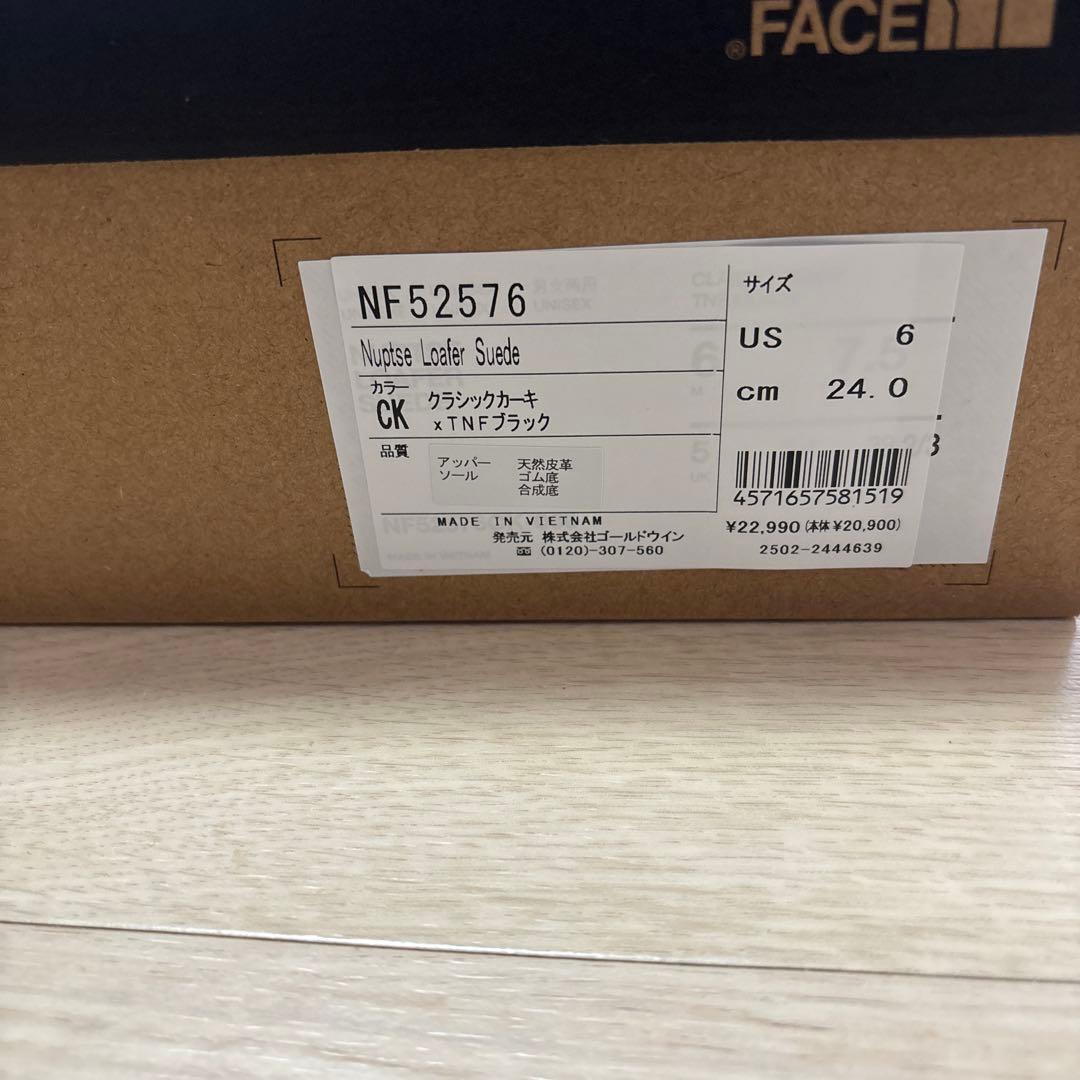 FACE
®
NF52576
Nuptse Loafer Suede
カラー
CK クラシックカーキ
xTNFブラック
品質
アッパー 天然皮革
ソール ゴム底
合成底
MADE IN VIETNAM
発売元 株式会社ゴールドウイン
(0120)-307-560
サイズ
US 6
cm 24.0
4571657581519
¥22,990(本体¥20,900)
2502-2444639